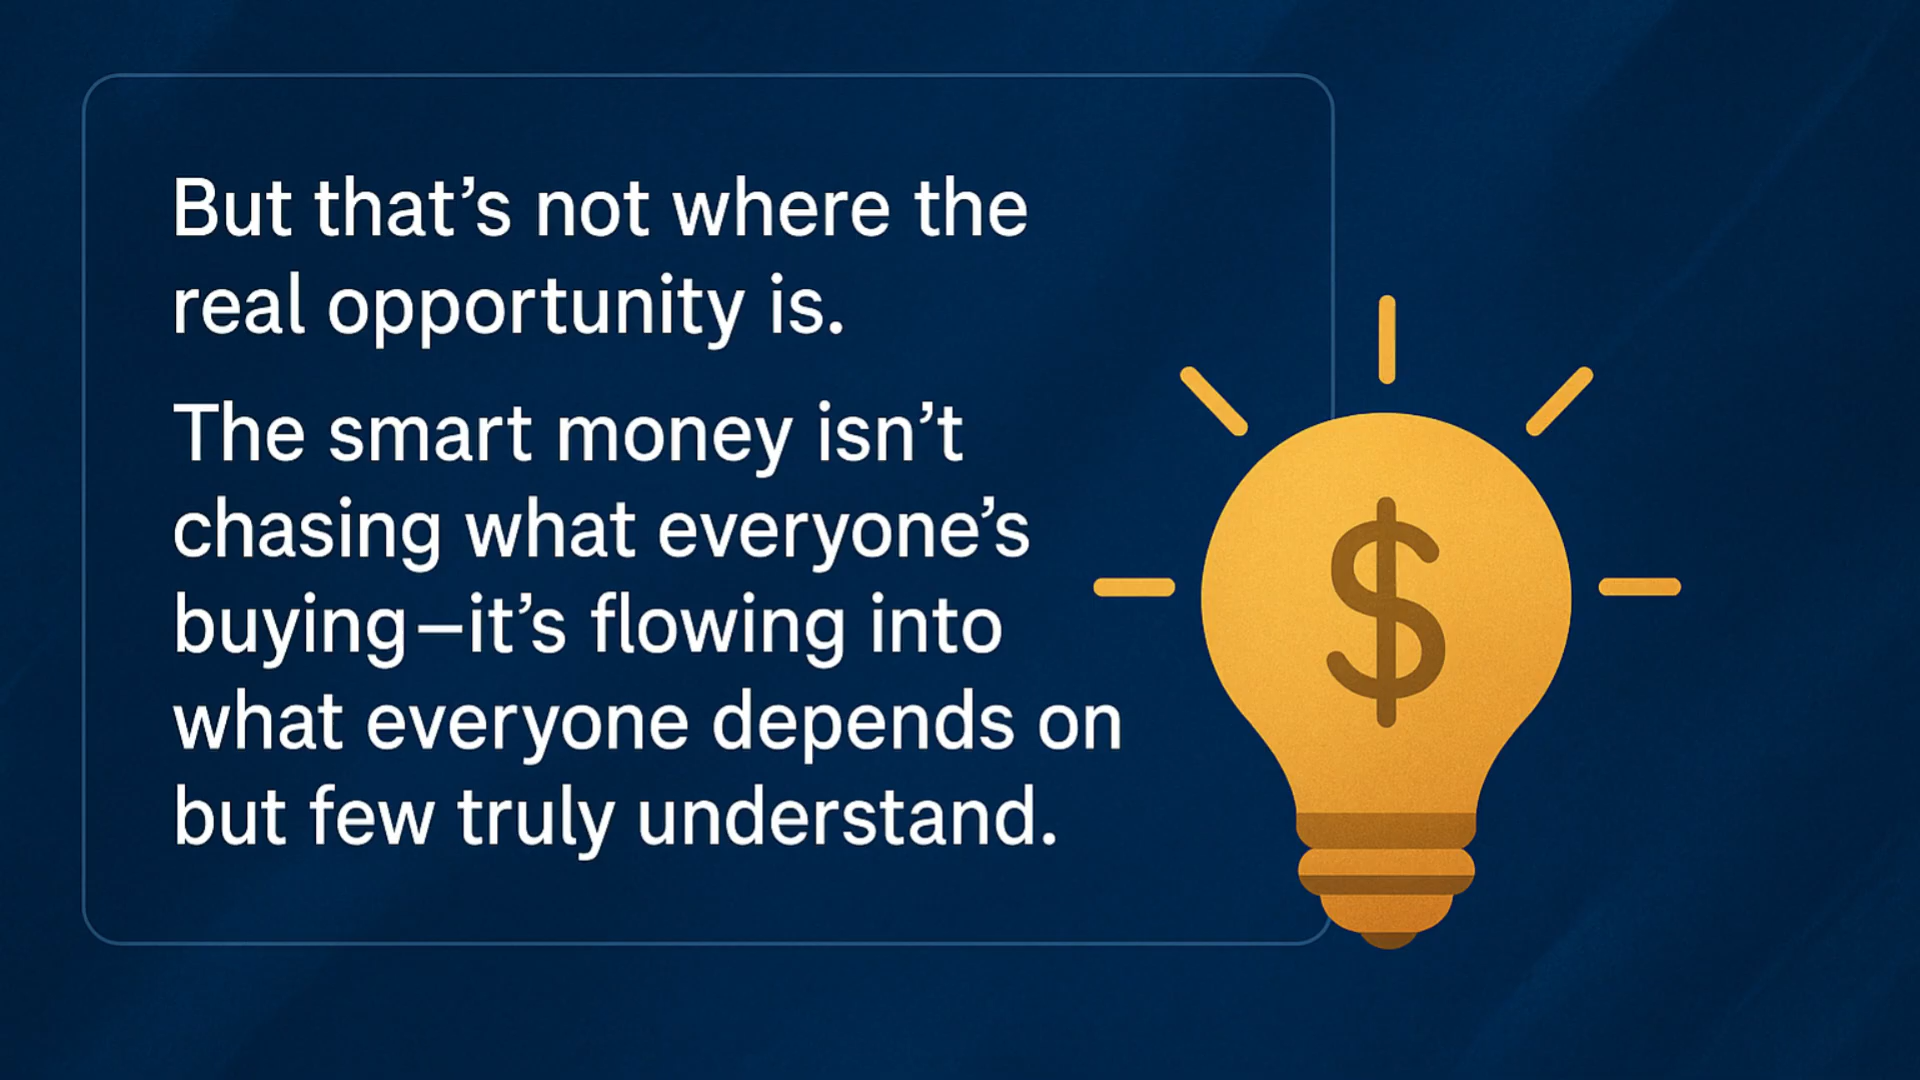 But that’s not where the
real opportunity is.
The smart money isn’t
chasing what everyone’s
buying—it’s flowing into
what everyone depends on
but few truly understand.
$